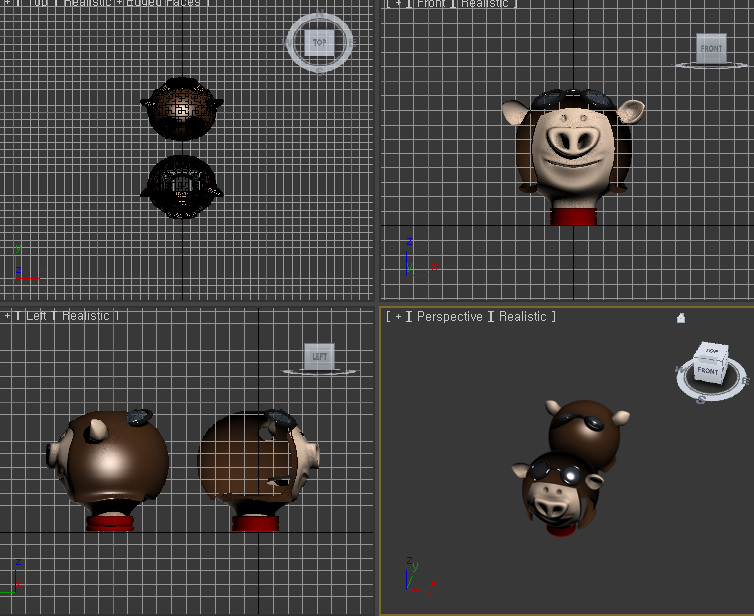 + ] Top ] Realistic + Edged Faces ]
TOP
[ + ] Front ] Realistic ]
FRONT
z
x
y
z
+ ] Left ] Realistic ]
LEFT
z
x
[ + ] Perspective ] Realistic ]
TOP
FRONT
E
S
z
y
x